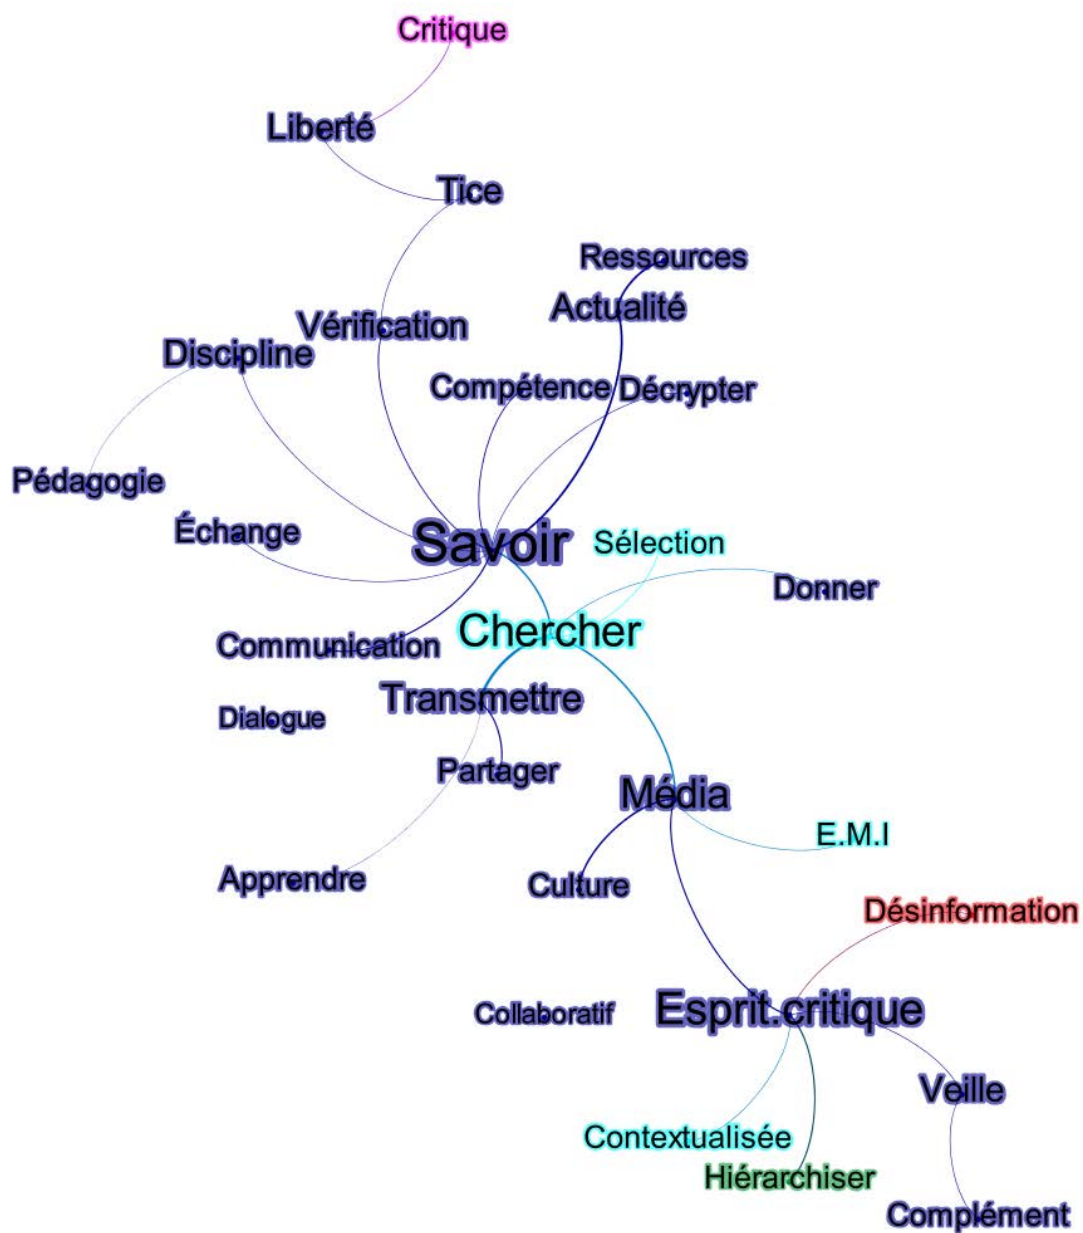 Critique
Liberté
Tice
Ressources
Actualité
Vérification
Discipline
Compétence
Décrypter
Pédagogie
Échange
Savoir
Sélection
Donner
Chercher
Communication
Transmettre
Dialogue
Partager
Média
E.M.I
Apprendre
Culture
Désinformation
Collaboratif
Esprit.critique
Veille
Contextualisée
Hiérarchiser
Complément